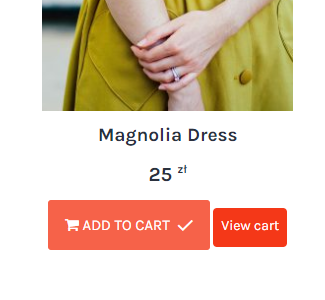 Magnolia Dress
25 zł
ADD TO CART
View cart